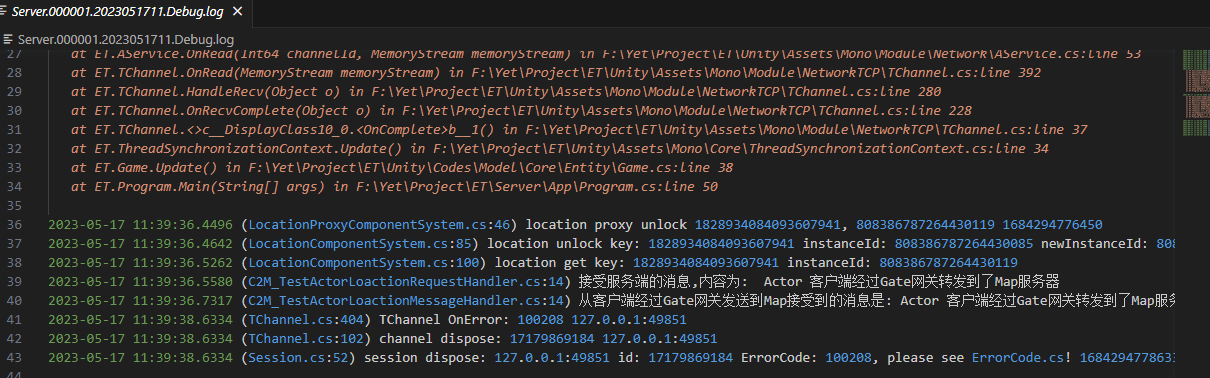 Server.000001.2023051711.Debug.log ×
Server.000001.2023051711.Debug.log
27 at ET.AService.OnRead(Int64 channelId, MemoryStream memoryStream) in F:\Yet\Project\ET\Unity\Assets\Mono\Module\Network\AService.cs:line 53
28 at ET.TChannel.OnRead(MemoryStream memoryStream) in F:\Yet\Project\ET\Unity\Assets\Mono\Module\NetworkTCP\TChannel.cs:line 392
29 at ET.TChannel.HandleRecv(Object o) in F:\Yet\Project\ET\Unity\Assets\Mono\Module\NetworkTCP\TChannel.cs:line 280
30 at ET.TChannel.OnRecvComplete(Object o) in F:\Yet\Project\ET\Unity\Assets\Mono\Module\NetworkTCP\TChannel.cs:line 228
31 at ET.TChannel.<>c__DisplayClass10_0.<OnComplete>b__1() in F:\Yet\Project\ET\Unity\Assets\Mono\Module\NetworkTCP\TChannel.cs:line 37
32 at ET.ThreadSynchronizationContext.Update() in F:\Yet\Project\ET\Unity\Assets\Mono\Core\ThreadSynchronizationContext.cs:line 34
33 at ET.Game.Update() in F:\Yet\Project\ET\Unity\Codes\Model\Core\Entity\Game.cs:line 38
34 at ET.Program.Main(String[] args) in F:\Yet\Project\ET\Server\App\Program.cs:line 50
35
36 2023-05-17 11:39:36.4496 (LocationProxyComponentSystem.cs:46) location proxy unlock 1828934084093607941, 808386787264430119 1684294776450
37 2023-05-17 11:39:36.4642 (LocationComponentSystem.cs:85) location unlock key: 1828934084093607941 instanceId: 808386787264430085 newInstanceId: 808
38 2023-05-17 11:39:36.5262 (LocationComponentSystem.cs:100) location get key: 1828934084093607941 instanceId: 808386787264430119
39 2023-05-17 11:39:36.5580 (C2M_TestActorLoactionRequestHandler.cs:14) 接受服务端的消息,内容为: Actor 客户端经过Gate网关转发到了Map服务器
40 2023-05-17 11:39:36.7317 (C2M_TestActorLoactionMessageHandler.cs:14) 从客户端经过Gate网关发送到Map接受到的消息是: Actor 客户端经过Gate网关转发到了Map服务
41 2023-05-17 11:39:38.6334 (TChannel.cs:404) TChannel OnError: 100208 127.0.0.1:49851
42 2023-05-17 11:39:38.6334 (TChannel.cs:102) channel dispose: 17179869184 127.0.0.1:49851
43 2023-05-17 11:39:38.6334 (Session.cs:52) session dispose: 127.0.0.1:49851 id: 17179869184 ErrorCode: 100208, please see ErrorCode.cs! 168429477863
44